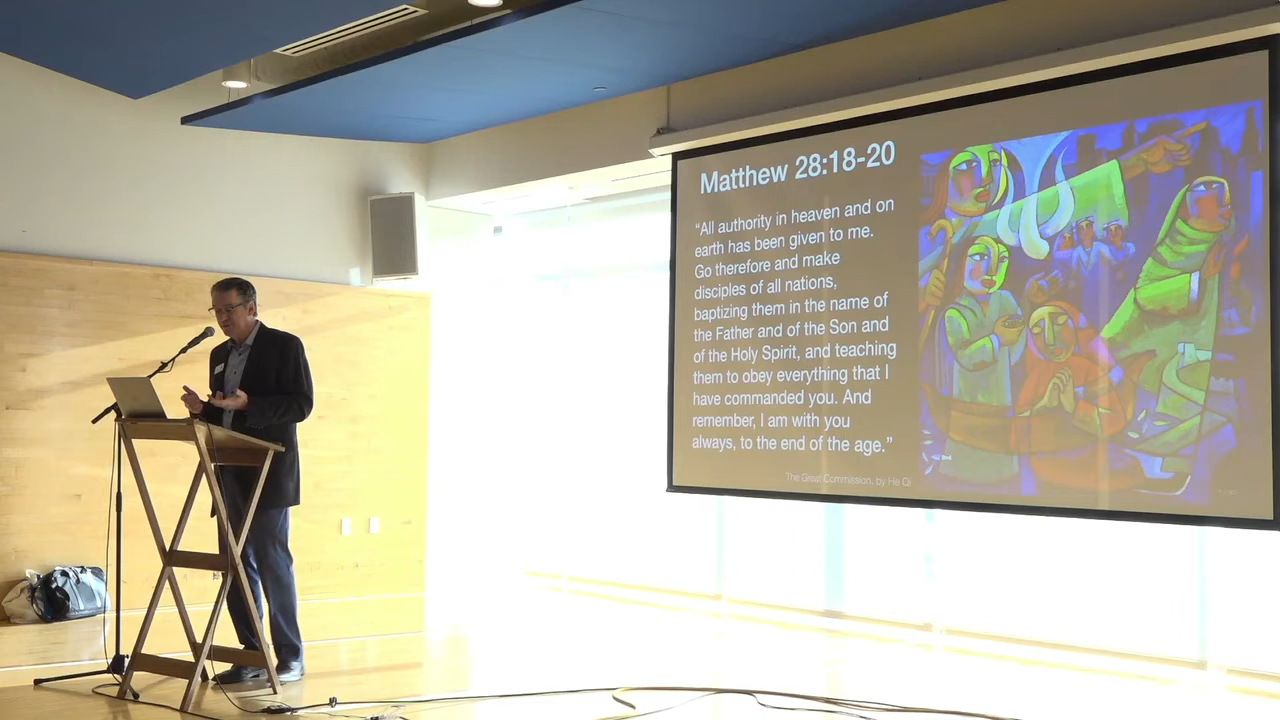 Matthew 28:18-20
“All authority in heaven and on
earth has been given to me.
Go therefore and make
disciples of all nations,
baptizing them in the name of
the Father and of the Son and
of the Holy Spirit, and teaching
them to obey everything that I
have commanded you. And
remember, I am with you
always, to the end of the age.”
The Great Commission, by He Qi